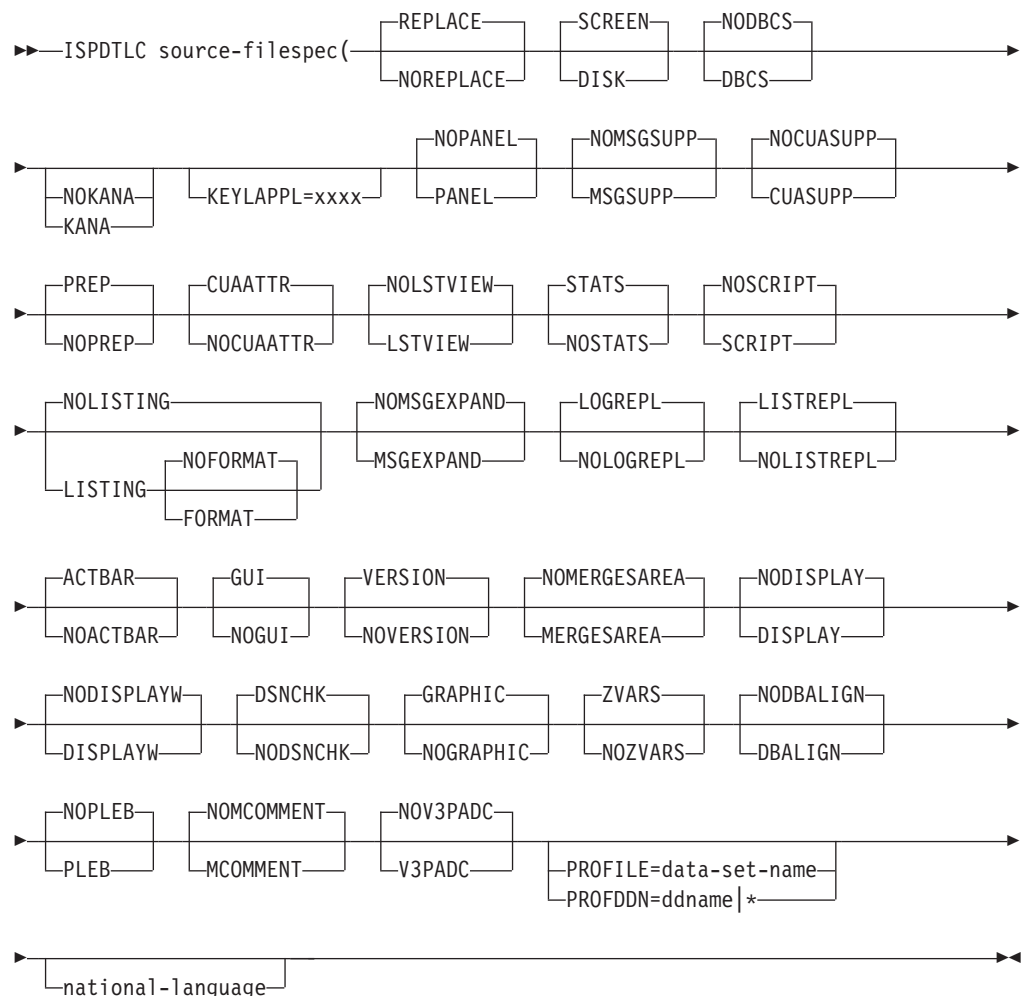 REPLACE SCREEN NODBCS
ISPDTLC source-filespec(
NOREPLACE DISK DBCS
NOPANEL NOMSGSUPP NOCUASUPP
NOKANA KEYLAPPL=xxxx PANEL MSGSUPP CUASUPP
KANA
PREP CUAATTR NOLSTVIEW STATS NOSCRIPT
NOPREP NOCUAATTR LSTVIEW NOSTATS SCRIPT
NOLISTING NOMSGEXPAND LOGREPL LISTREPL
NOFORMAT MSGEXPAND NOLOGREPL NOLISTREPL
LISTING
FORMAT
ACTBAR GUI VERSION NOMERGESAREA NODISPLAY
NOACTBAR NOGUI NOVERSION MERGESAREA DISPLAY
NODISPLAYW DSNCHK GRAPHIC ZVARS NODBALIGN
DISPLAYW NODSNCHK NOGRAPHIC NOZVARS DBALIGN
NOPLEB NOMCOMMENT NOV3PADC
PLEB MCOMMENT V3PADC PROFILE=data-set-name
PROFDDN=ddname|*
national-language